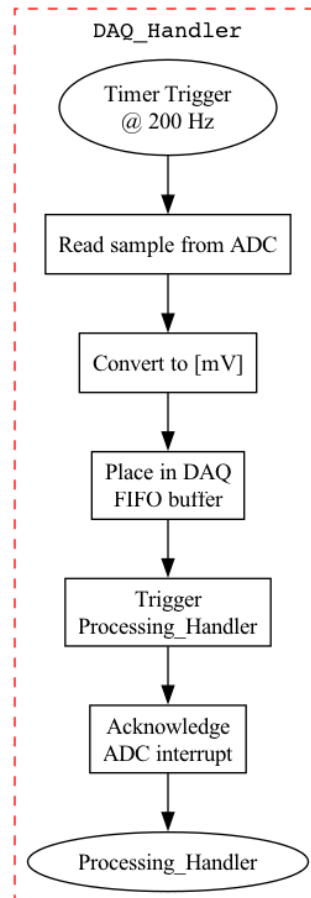 DAQ_Handler
Timer Trigger
@ 200 Hz
Read sample from ADC
Convert to [mV]
Place in DAQ
FIFO buffer
Trigger
Processing_Handler
Acknowledge
ADC interrupt
Processing_Handler